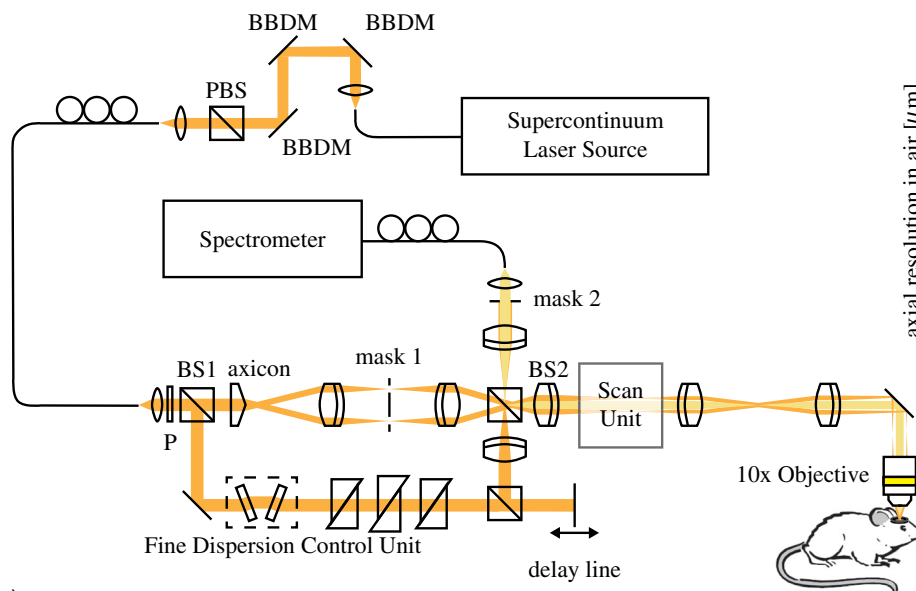 BBDM
BBDM
PBS
BBDM
Supercontinuum
Laser Source
axial resolution in air [μm]
Spectrometer
mask 2
BS1
axicon
mask 1
BS2
Scan
Unit
P
10x Objective
Fine Dispersion Control Unit
delay line